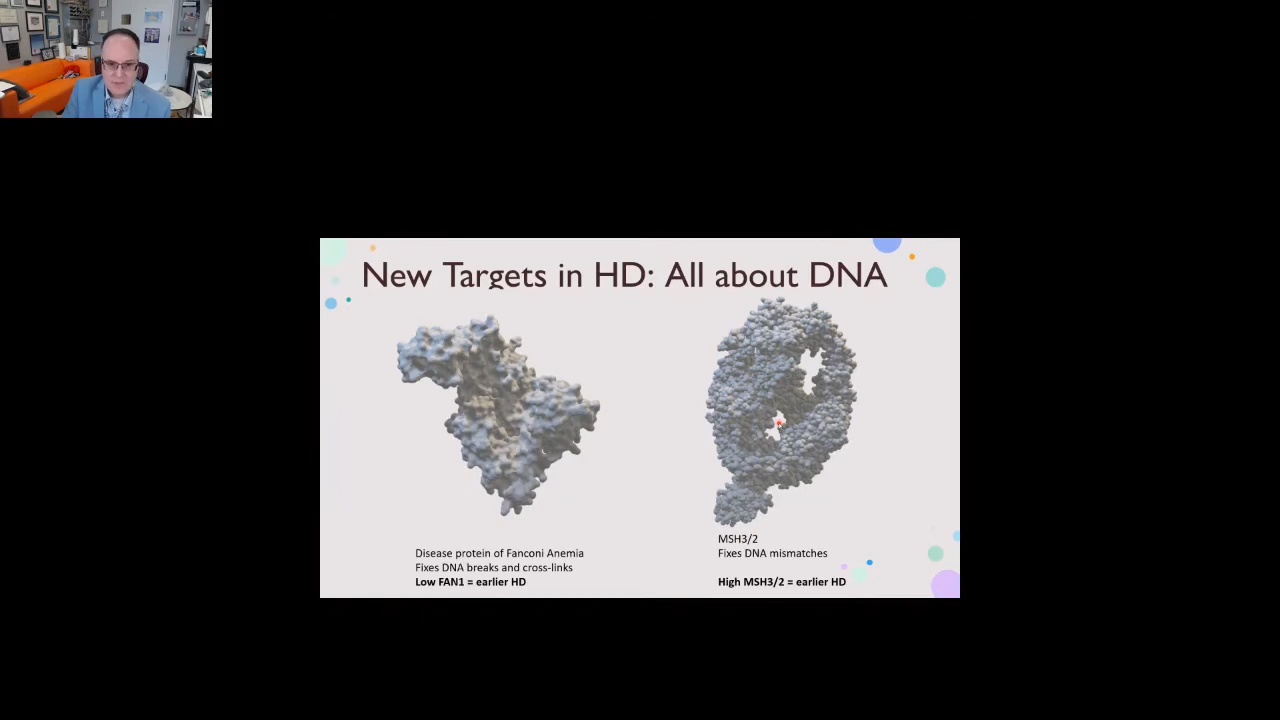 New Targets in HD: All about DNA
Disease protein of Fanconi Anemia
Fixes DNA breaks and cross-links
Low FAN1 = earlier HD
MSH3/2
Fixes DNA mismatches
High MSH3/2 = earlier HD